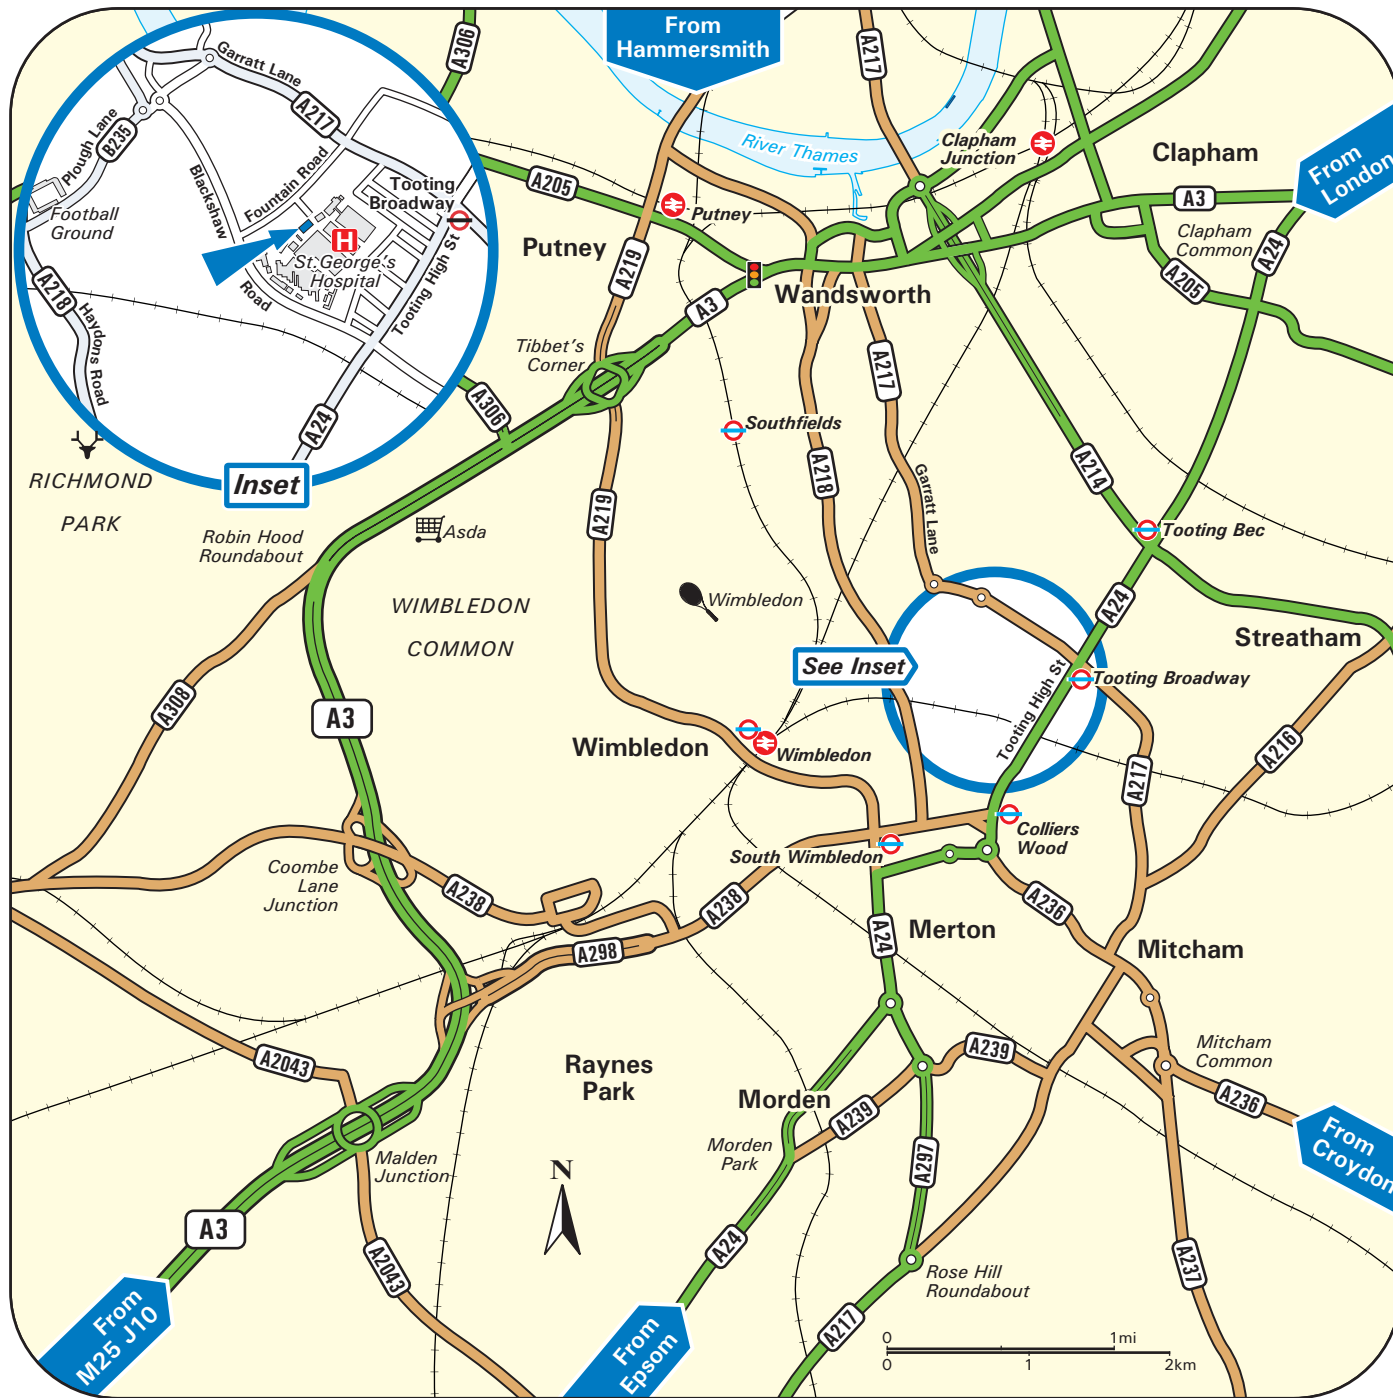 From
Hammersmith
A306
A217
Garratt Lane
A217
Plough Lane
B235
Blackshaw
Road
Fountain Road
Tooting
Broadway
Football
Ground
H
St George's
Hospital
Tooting High St
A218
Haydons Road
A24
Inset
River Thames
Clapham
Junction
Clapham
From
London
A205
Putney
Putney
A219
A3
Clapham
Common
A24
A205
Wandsworth
A3
Tibbet's
Corner
A306
A217
Southfields
RICHMOND
PARK
A218
Garratt Lane
A214
Robin Hood
Roundabout
Asda
A219
Tooting Bec
WIMBLEDON
COMMON
Wimbledon
A24
Streatham
See Inset
Tooting Broadway
Tooting High St
A308
A3
Wimbledon
Wimbledon
A217
A216
Colliers
Wood
South Wimbledon
Coombe
Lane
Junction
A238
A238
A236
A24
Merton
Mitcham
A298
A2043
Raynes
Park
A239
Mitcham
Common
Morden
A239
A236
From
Croydon
Morden
Park
A297
Malden
Junction
N
A3
A24
A2043
A237
Rose Hill
Roundabout
From
M25 J10
From
Epsom
A217
0
1mi
0
1
2km